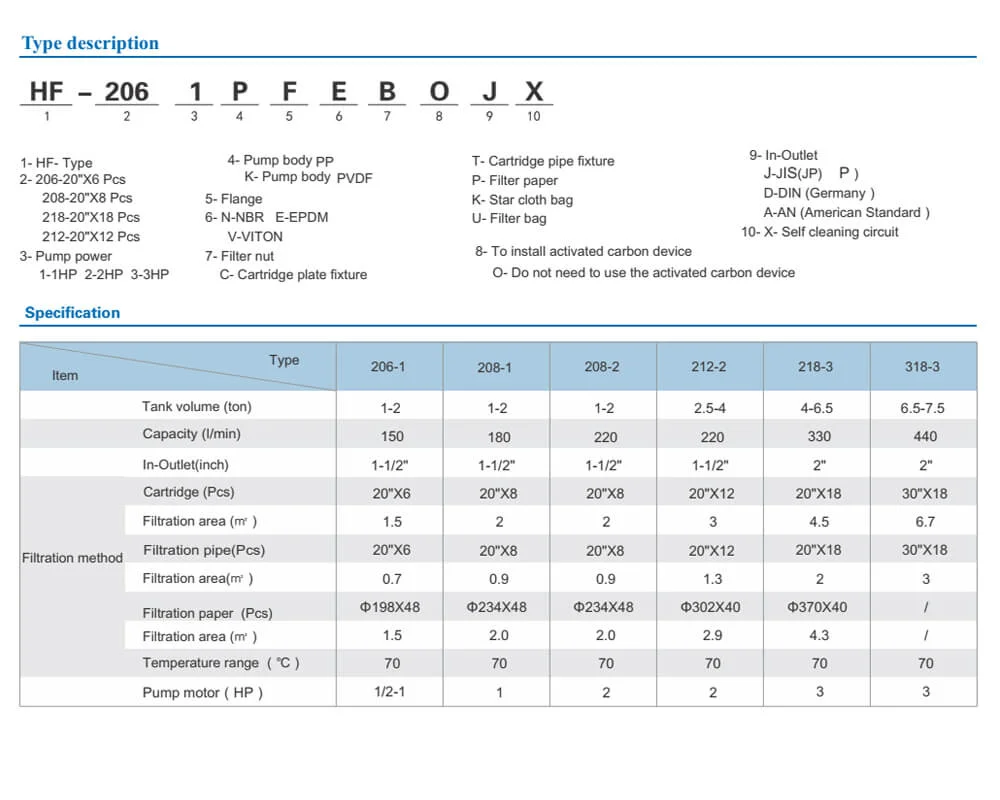 Type description
HF - 206 1 P F E B O J X
1 2 3 4 5 6 7 8 9 10
1- HF- Type
2- 206-20"X6 Pcs
208-20"X8 Pcs
218-20"X18 Pcs
212-20"X12 Pcs
3- Pump power
1-1HP 2-2HP 3-3HP
4- Pump body PP
K- Pump body PVDF
5- Flange
6- N-NBR E-EPDM
V-VITON
7- Filter nut
C- Cartridge plate fixture
T- Cartridge pipe fixture
P- Filter paper
K- Star cloth bag
U- Filter bag
8- To install activated carbon device
O- Do not need to use the activated carbon device
9- In-Outlet
J-JIS(JP) P )
D-DIN (Germany )
A-AN (American Standard )
10- X- Self cleaning circuit
Specification
Item Type 206-1 208-1 208-2 212-2 218-3 318-3
Tank volume (ton) 1-2 1-2 1-2 2.5-4 4-6.5 6.5-7.5
Capacity (l/min) 150 180 220 220 330 440
In-Outlet(inch) 1-1/2" 1-1/2" 1-1/2" 1-1/2" 2" 2"
Filtration method
Cartridge (Pcs) 20"X6 20"X8 20"X8 20"X12 20"X18 30"X18
Filtration area (㎡ ) 1.5 2 2 3 4.5 6.7
Filtration pipe(Pcs) 20"X6 20"X8 20"X8 20"X12 20"X18 30"X18
Filtration area(㎡ ) 0.7 0.9 0.9 1.3 2 3
Filtration paper (Pcs) Φ198X48 Φ234X48 Φ234X48 Φ302X40 Φ370X40 /
Filtration area (㎡ ) 1.5 2.0 2.0 2.9 4.3 /
Temperature range ( ℃ ) 70 70 70 70 70 70
Pump motor ( HP ) 1/2-1 1 2 2 3 3